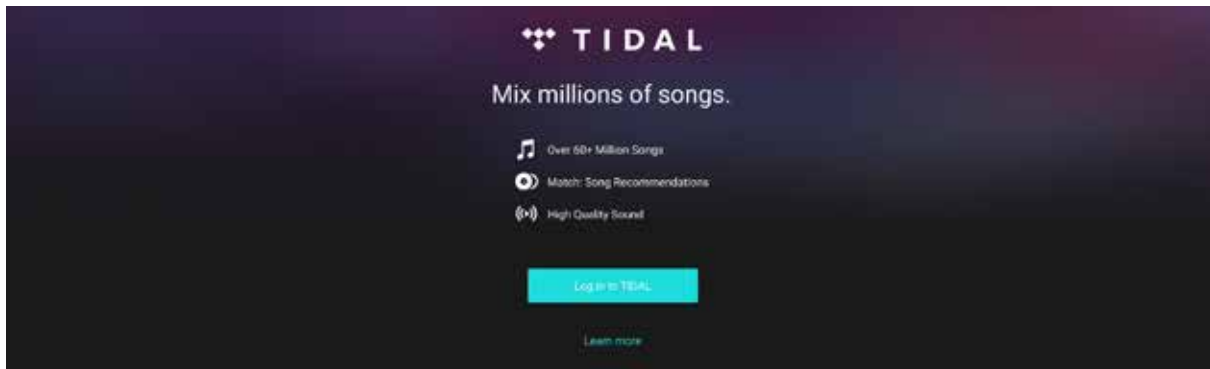 TIDAL
Mix millions of songs.
Over 60+ Million Songs
Match: Song Recommendations
High Quality Sound
Log in to TIDAL
Learn more